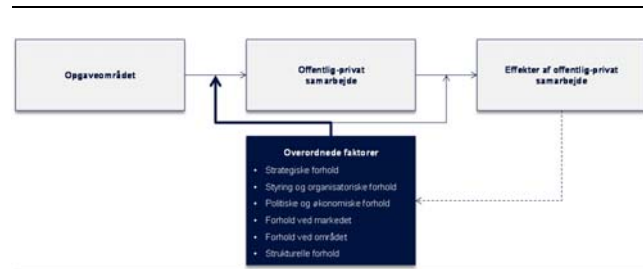 Opgaveområdet
Offentlig-privat
samarbejde
Effekter af offentlig-privat
samarbejde
Overordnede faktorer
• Strategiske forhold
• Styring og organisatoriske forhold
• Politiske og økonomiske forhold
• Forhold ved markedet
• Forhold ved området
• Strukturelle forhold